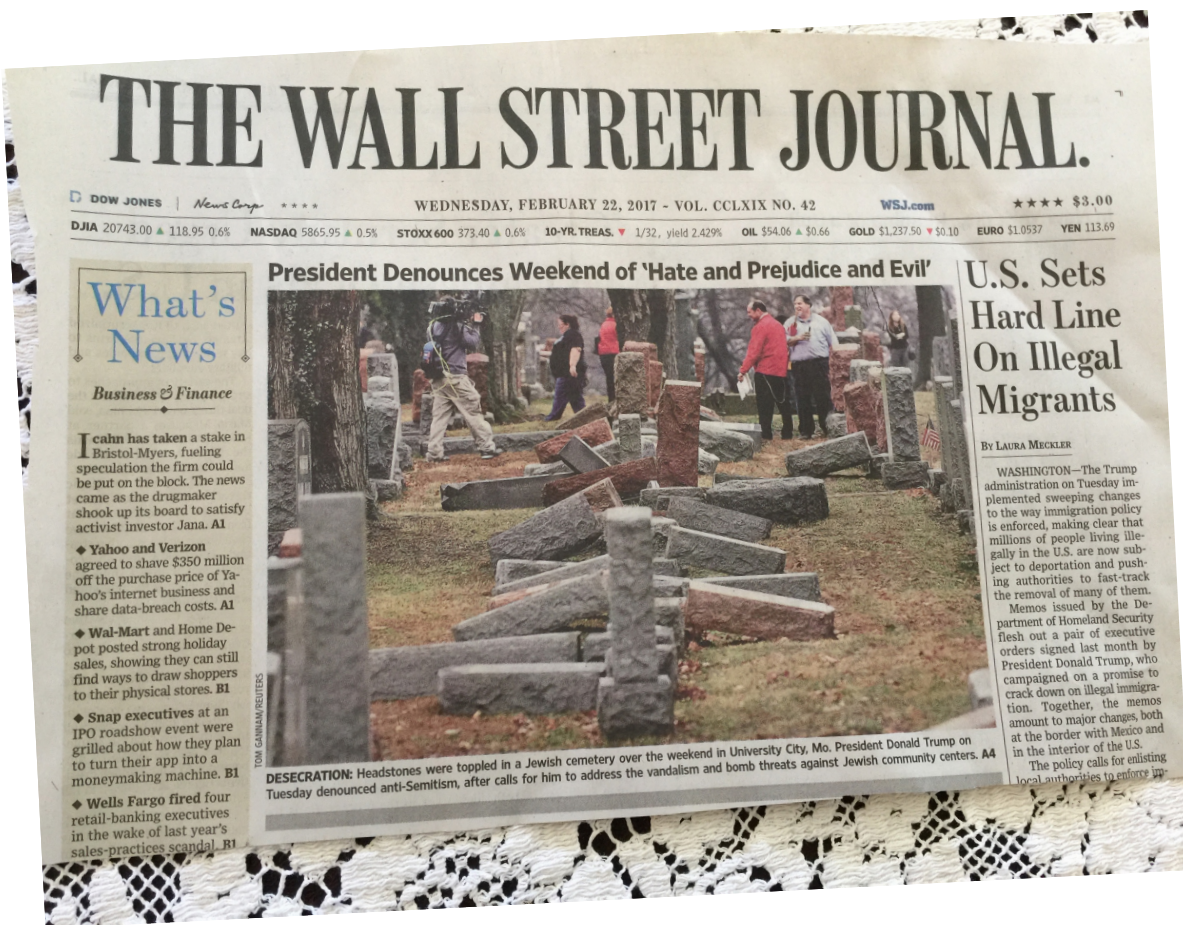 THE WALL STREET JOURNAL.
DOW JONES | News Corp ★★★★
WEDNESDAY, FEBRUARY 22, 2017 ~ VOL. CCLXIX NO. 42
WSJ.com
★★★★ $3.00
DJIA 20743.00 ▲ 118.95 0.6% NASDAQ 5865.95 ▲ 0.5% STOXX 600 373.40 ▲ 0.6% 10-YR. TREAS. ▼ 1/32, yield 2.429% OIL $54.06 ▲ $0.66 GOLD $1,237.50 ▼ $0.10 EURO $1.0537 YEN 113.69
What's
News
Business & Finance
Icahn has taken a stake in
Bristol-Myers, fueling
speculation the firm could
be put on the block. The news
came as the drugmaker
shook up its board to satisfy
activist investor Jana. A1
◆ Yahoo and Verizon
agreed to shave $350 million
off the purchase price of Ya-
hoo's internet business and
share data-breach costs. A1
◆ Wal-Mart and Home De-
pot posted strong holiday
sales, showing they can still
find ways to draw shoppers
to their physical stores. B1
◆ Snap executives at an
IPO roadshow event were
grilled about how they plan
to turn their app into a
moneymaking machine. B1
◆ Wells Fargo fired four
retail-banking executives
in the wake of last year's
sales-practices scandal. B1
President Denounces Weekend of 'Hate and Prejudice and Evil'
TOM GANNAM/REUTERS
DESECRATION: Headstones were toppled in a Jewish cemetery over the weekend in University City, Mo. President Donald Trump on
Tuesday denounced anti-Semitism, after calls for him to address the vandalism and bomb threats against Jewish community centers. A4
U.S. Sets
Hard Line
On Illegal
Migrants
BY LAURA MECKLER
WASHINGTON—The Trump
administration on Tuesday im-
plemented sweeping changes
to the way immigration policy
is enforced, making clear that
millions of people living ille-
gally in the U.S. are now sub-
ject to deportation and push-
ing authorities to fast-track
the removal of many of them.
Memos issued by the De-
partment of Homeland Security
flesh out a pair of executive
orders signed last month by
President Donald Trump, who
campaigned on a promise to
crack down on illegal immigra-
tion. Together, the memos
amount to major changes, both
at the border with Mexico and
in the interior of the U.S.
The policy calls for enlisting
local authorities to enforce im-